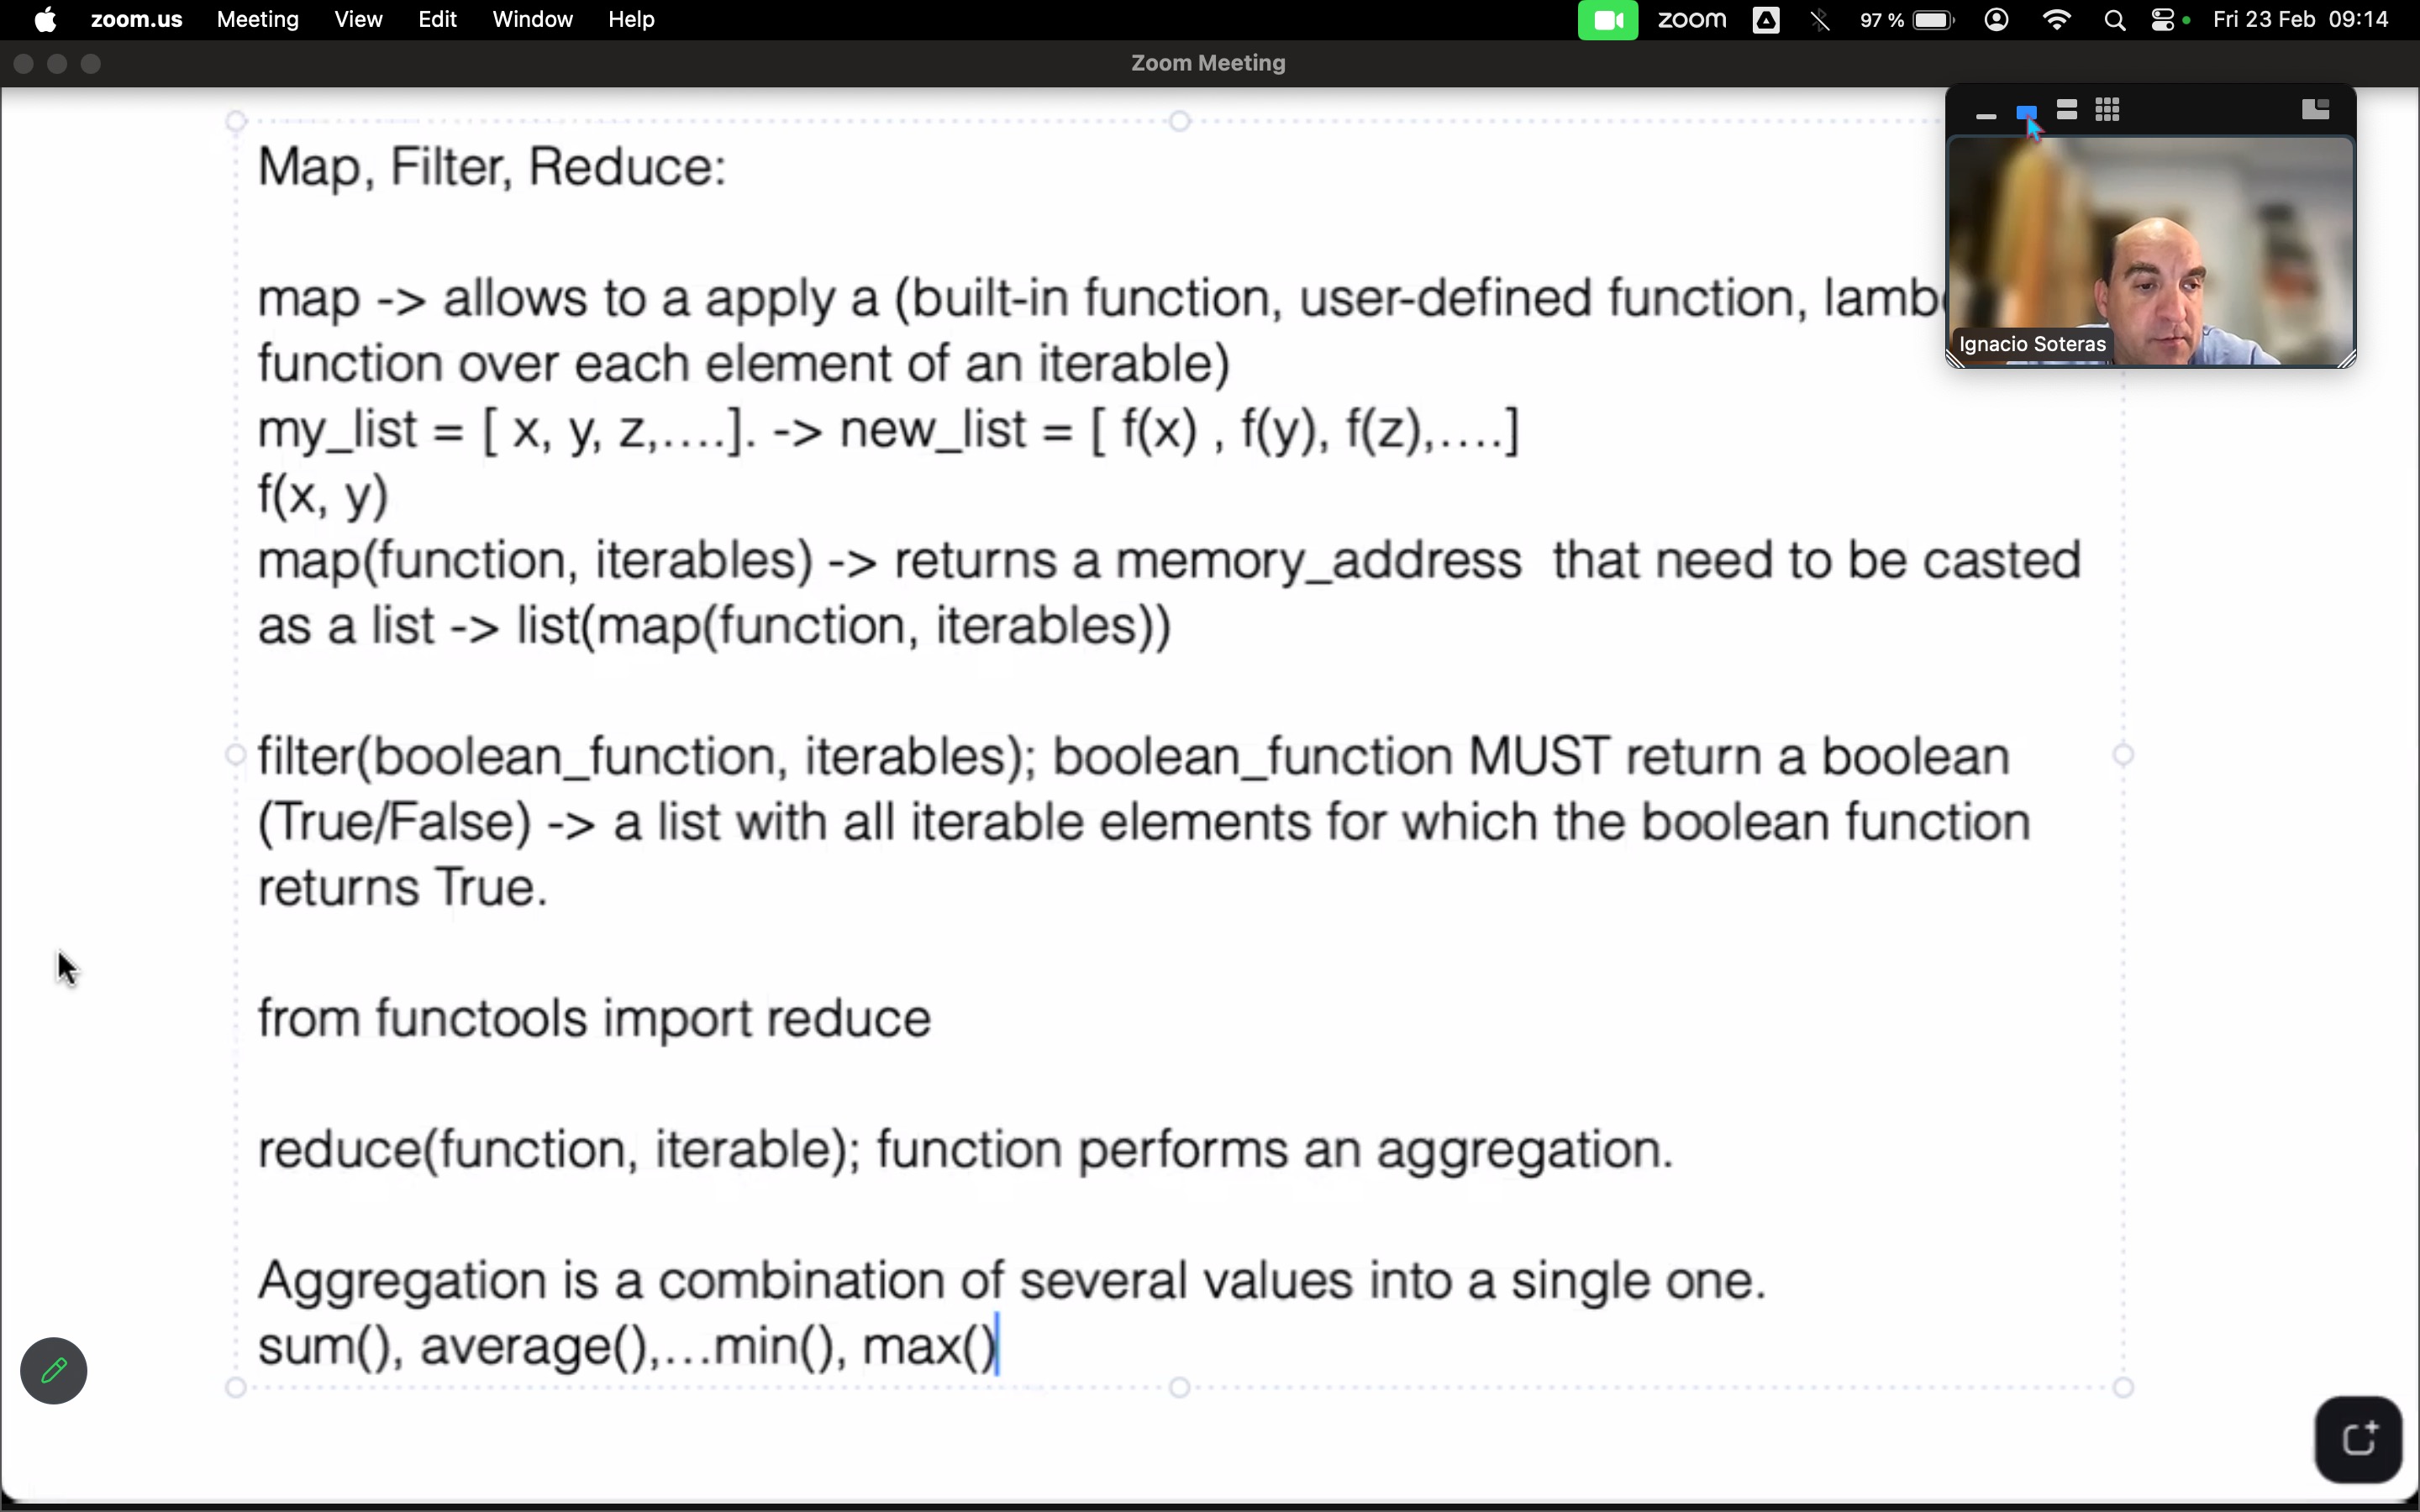 zoom.us Meeting View Edit Window Help zoom 97 % Fri 23 Feb 09:14
Zoom Meeting
Map, Filter, Reduce:
map -> allows to a apply a (built-in function, user-defined function,
function over each element of an iterable)
Ignacio Soteras
my_list = [ x, y, z,....]. -> new_list = [ f(x) , f(y), f(z),....]
f(x, y)
map(function, iterables) -> returns a memory_address  that need to be casted
as a list -> list(map(function, iterables))
filter(boolean_function, iterables); boolean_function MUST return a boolean
(True/False) -> a list with all iterable elements for which the boolean function
returns True.
from functools import reduce
reduce(function, iterable); function performs an aggregation.
Aggregation is a combination of several values into a single one.
sum(), average(),...min(), max()